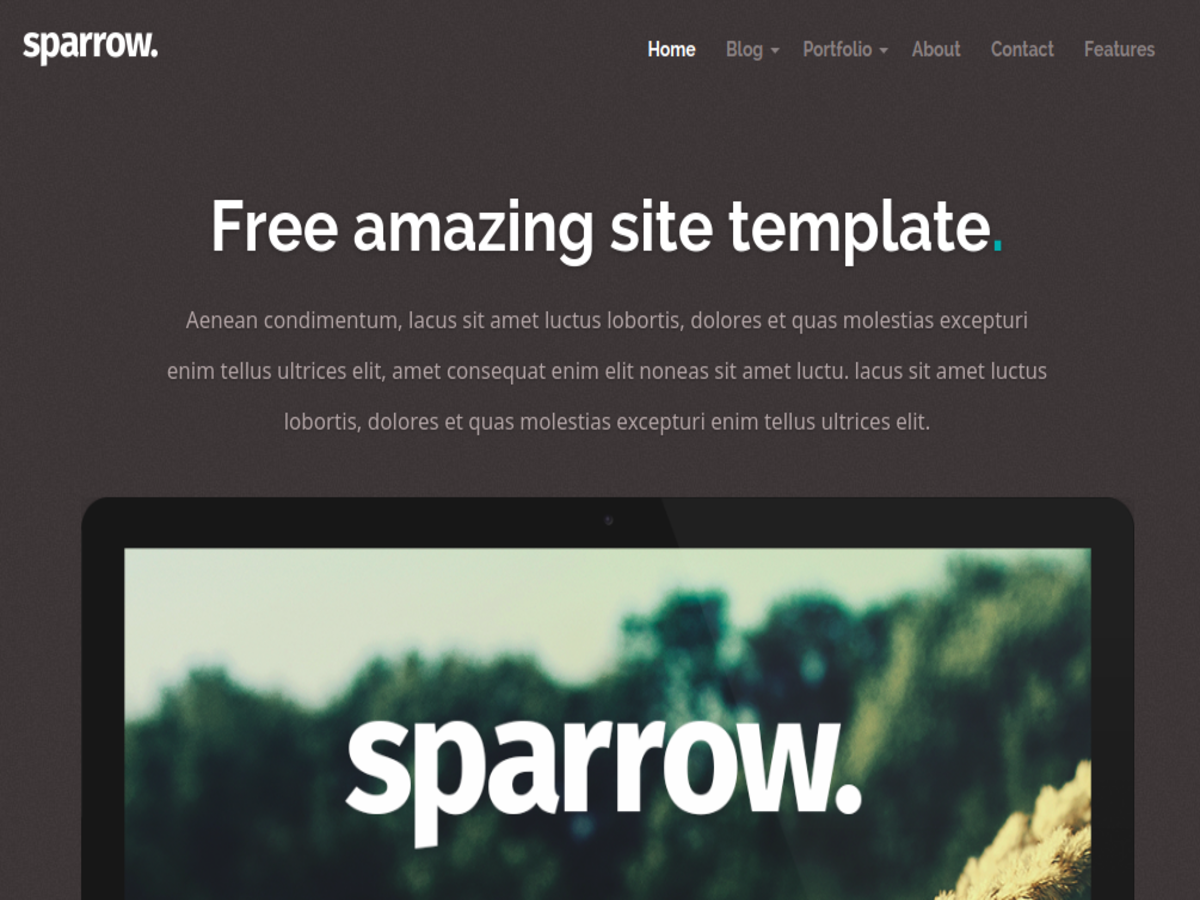 sparrow.
Home Blog Portfolio About Contact Features
Free amazing site template.
Aenean condimentum, lacus sit amet luctus lobortis, dolores et quas molestias excepturi
enim tellus ultrices elit, amet consequat enim elit noneas sit amet luctu. lacus sit amet luctus
lobortis, dolores et quas molestias excepturi enim tellus ultrices elit.
sparrow.